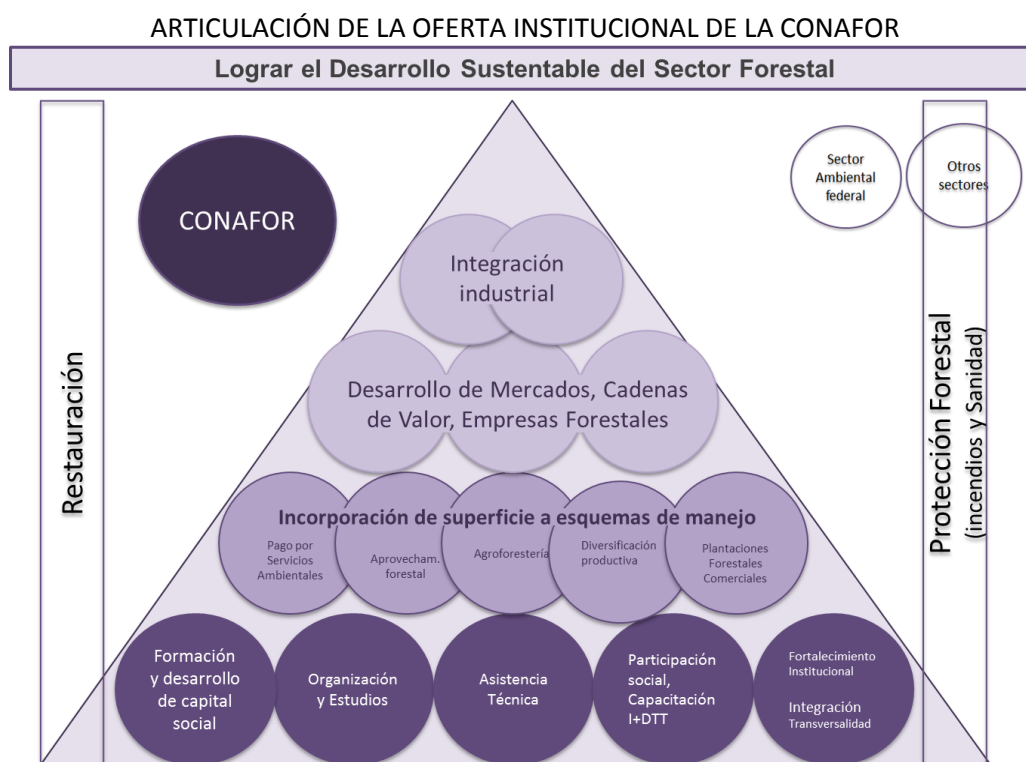 ARTICULACIÓN DE LA OFERTA INSTITUCIONAL DE LA CONAFOR
Lograr el Desarrollo Sustentable del Sector Forestal
CONAFOR
Sector
Ambiental
federal
Otros
sectores
Restauración
Protección Forestal
(incendios y Sanidad)
Integración
industrial
Desarrollo de Mercados, Cadenas
de Valor, Empresas Forestales
Incorporación de superficie a esquemas de manejo
Pago por
Servicios
Ambientales
Aprovecham.
forestal
Agroforestería
Diversificación
productiva
Plantaciones
Forestales
Comerciales
Formación
y desarrollo
de capital
social
Organización
y Estudios
Asistencia
Técnica
Participación
social,
Capacitación
I+DTT
Fortalecimiento
Institucional
Integración
Transversalidad